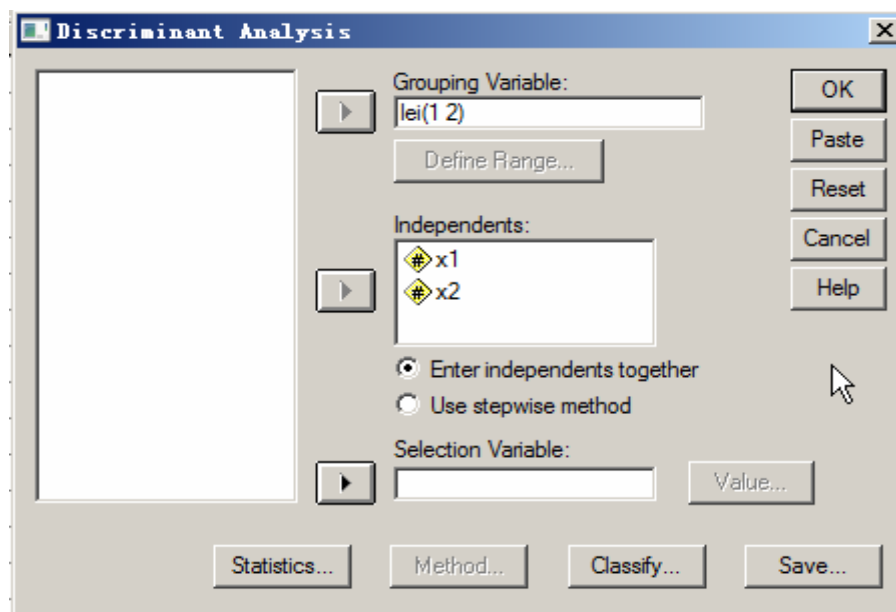 Discriminant Analysis
Grouping Variable:
lei(1 2)
Define Range...
Independents:
x1
x2
Enter independents together
Use stepwise method
Selection Variable:
Value...
Statistics...
Method...
Classify...
Save...
OK
Paste
Reset
Cancel
Help